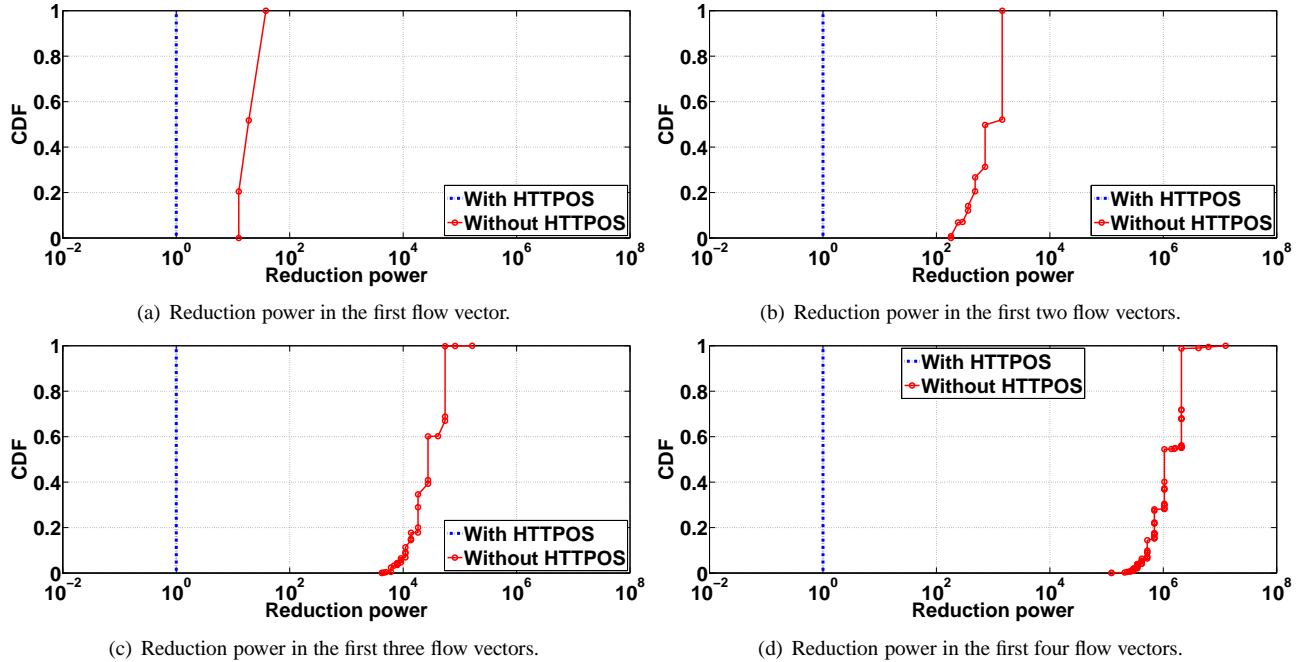 1
0.8
0.6
0.4
0.2
0
CDF
10^-2
10^0
10^2
10^4
10^6
10^8
Reduction power
With HTTPOS
Without HTTPOS
(a) Reduction power in the first flow vector.
1
0.8
0.6
0.4
0.2
0
CDF
10^-2
10^0
10^2
10^4
10^6
10^8
Reduction power
With HTTPOS
Without HTTPOS
(b) Reduction power in the first two flow vectors.
1
0.8
0.6
0.4
0.2
0
CDF
10^-2
10^0
10^2
10^4
10^6
10^8
Reduction power
With HTTPOS
Without HTTPOS
(c) Reduction power in the first three flow vectors.
1
0.8
0.6
0.4
0.2
0
CDF
10^-2
10^0
10^2
10^4
10^6
10^8
Reduction power
With HTTPOS
Without HTTPOS
(d) Reduction power in the first four flow vectors.